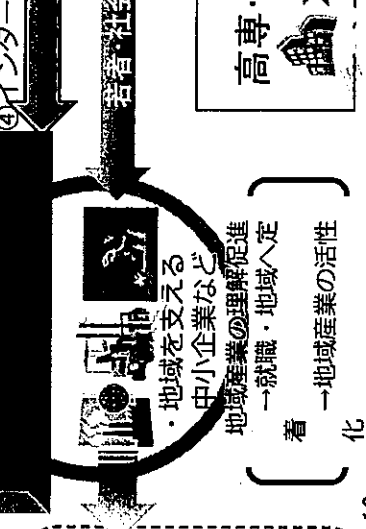 ④インター
若者・社会
高専・
・地域を支える
中小企業など
地域産業の理解促進
→就職・地域へ定
着
→地域産業の活性
化